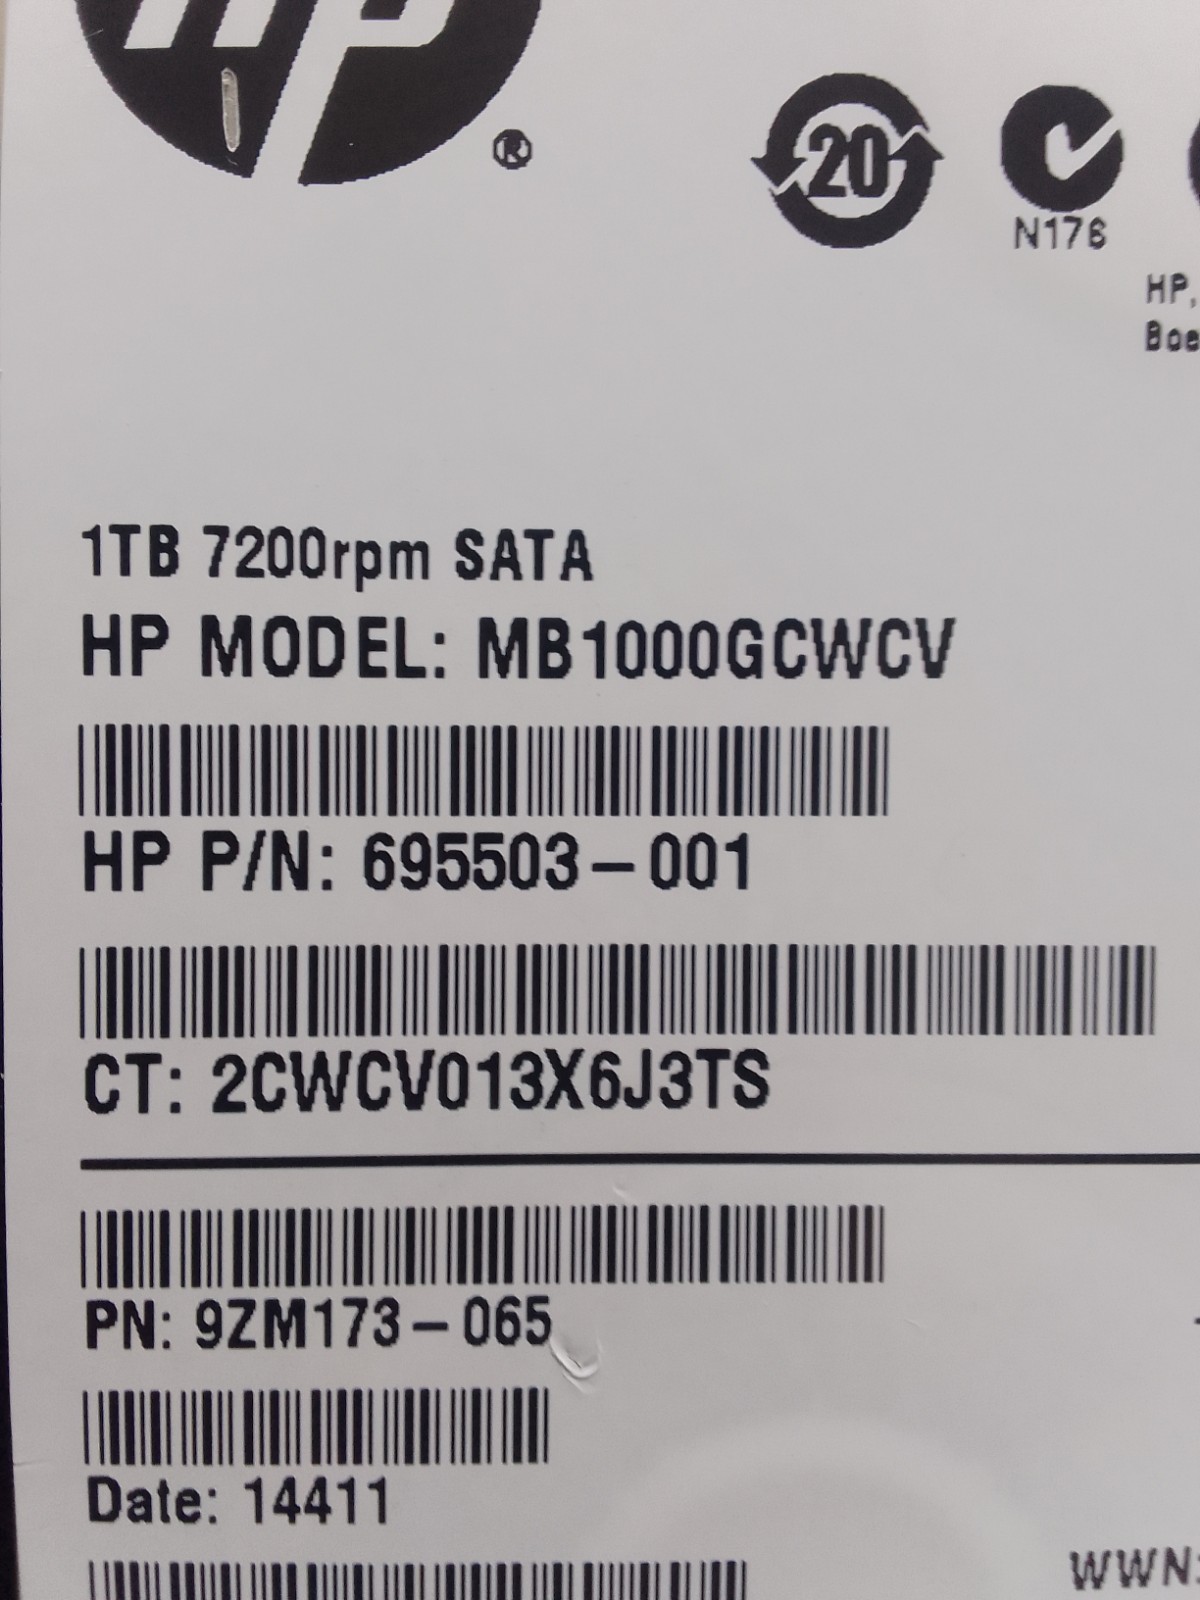 hp
®
20
N176
HP,
Boe
1TB 7200rpm SATA
HP MODEL: MB1000GCWCV
HP P/N: 695503-001
CT: 2CWCV013X6J3TS
PN: 9ZM173-065
Date: 14411
WWN: